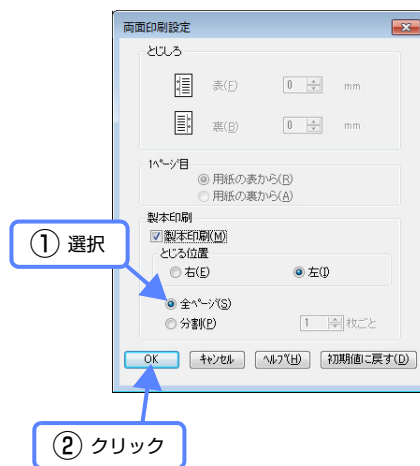 両面印刷設定
とじしろ
表(F) 0 mm
裏(B) 0 mm
1ページ目
用紙の表から(R)
用紙の裏から(A)
製本印刷
製本印刷(M)
とじる位置
右(E) 左(I)
① 選択
全ページ(S)
分割(P) 1 枚ごと
OK キャンセル ヘルプ(H) 初期値に戻す(D)
② クリック